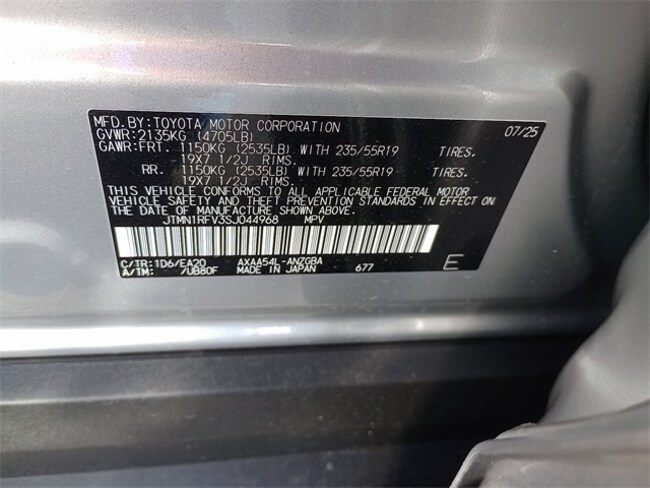 MFD.BY:TOYOTA MOTOR CORPORATION 07/25
GVWR:2135KG (4705LB)
GAWR:FRT. 1150KG (2535LB) WITH 235/55R19 TIRES.
19X7 1/2J RIMS.
RR. 1150KG (2535LB) WITH 235/55R19 TIRES.
19X7 1/2J RIMS.
THIS VEHICLE CONFORMS TO ALL APPLICABLE FEDERAL MOTOR
VEHICLE SAFETY AND THEFT PREVENTION STANDARDS IN EFFECT ON
THE DATE OF MANUFACTURE SHOWN ABOVE.
JTMN1RFV3SJ044968 MPV
C/TR:1D6/EA20 AXAA54L-ANZGBA
A/TM: /UB80F MADE IN JAPAN 677 E